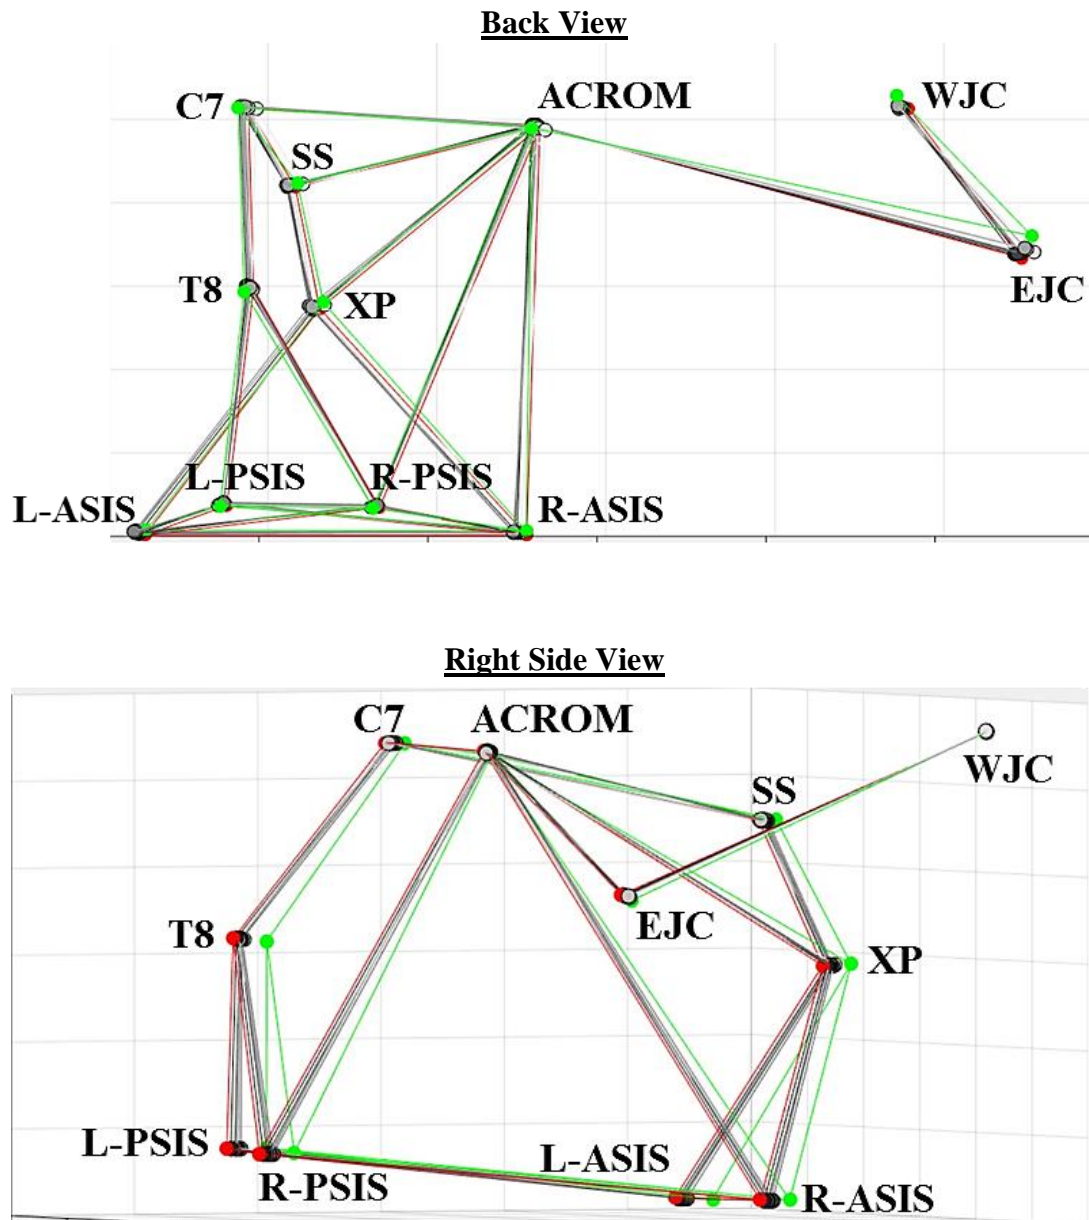 Back View
C7
ACROM
WJC
SS
EJC
T8
XP
L-PSIS
R-PSIS
L-ASIS
R-ASIS
Right Side View
C7
ACROM
WJC
SS
EJC
T8
XP
L-PSIS
L-ASIS
R-PSIS
R-ASIS